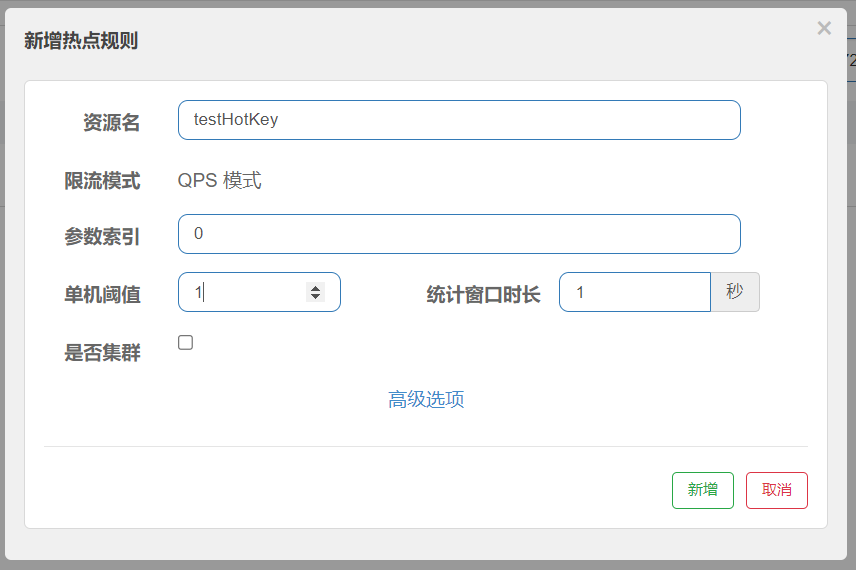 新增热点规则
×
资源名 testHotKey
限流模式 QPS 模式
参数索引 0
单机阈值 1 统计窗口时长 1 秒
是否集群
高级选项
新增 取消